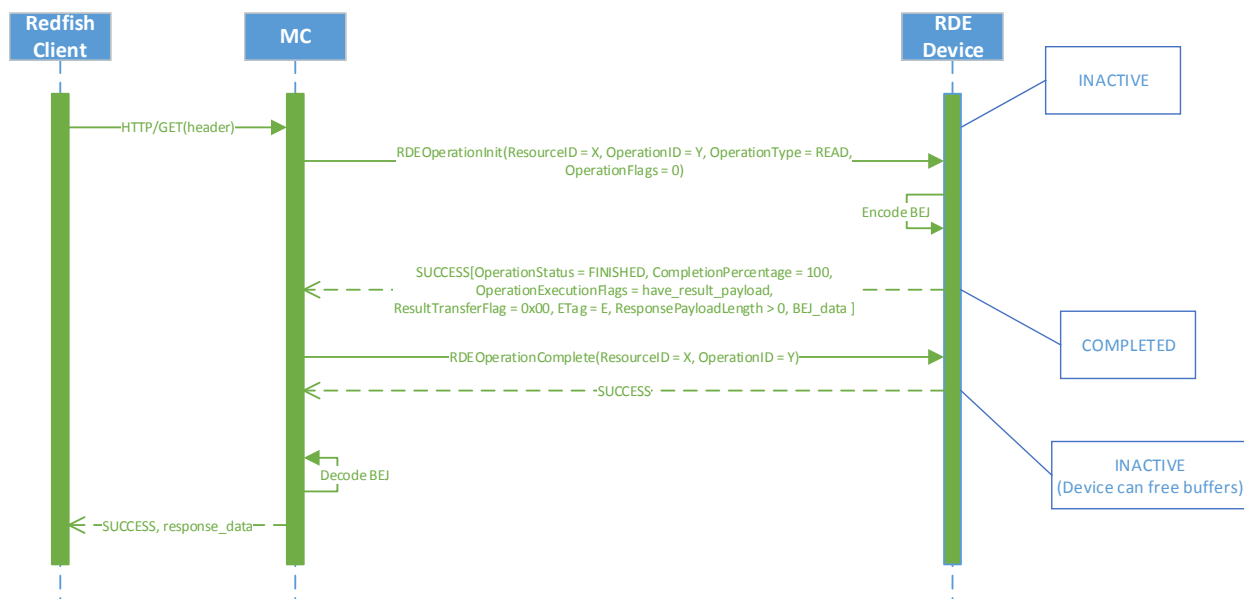 Redfish
Client
MC
RDE
Device
INACTIVE
HTTP/GET(header)
RDEOperationInit(ResourceID = X, OperationID = Y, OperationType = READ,
OperationFlags = 0)
Encode BEJ
SUCCESS[OperationStatus = FINISHED, CompletionPercentage = 100,
OperationExecutionFlags = have_result_payload,
ResultTransferFlag = 0x00, ETag = E, ResponsePayloadLength > 0, BEJ_data ]
COMPLETED
RDEOperationComplete(ResourceID = X, OperationID = Y)
SUCCESS
INACTIVE
(Device can free buffers)
Decode BEJ
SUCCESS, response_data